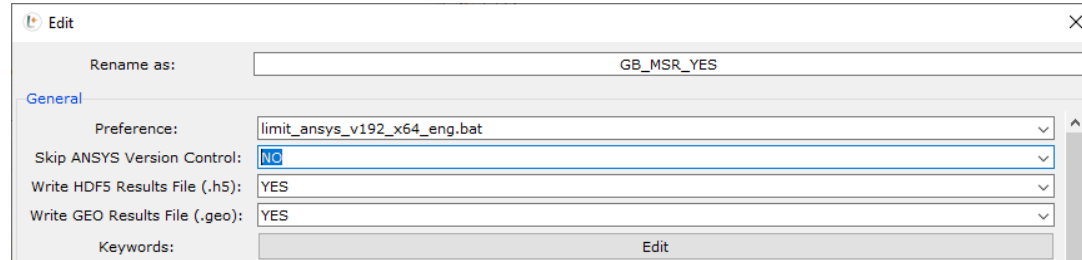 Edit
Rename as: GB_MSR_YES
General
Preference: limit_ansys_v192_x64_eng.bat
Skip ANSYS Version Control: NO
Write HDF5 Results File (.h5): YES
Write GEO Results File (.geo): YES
Keywords: Edit